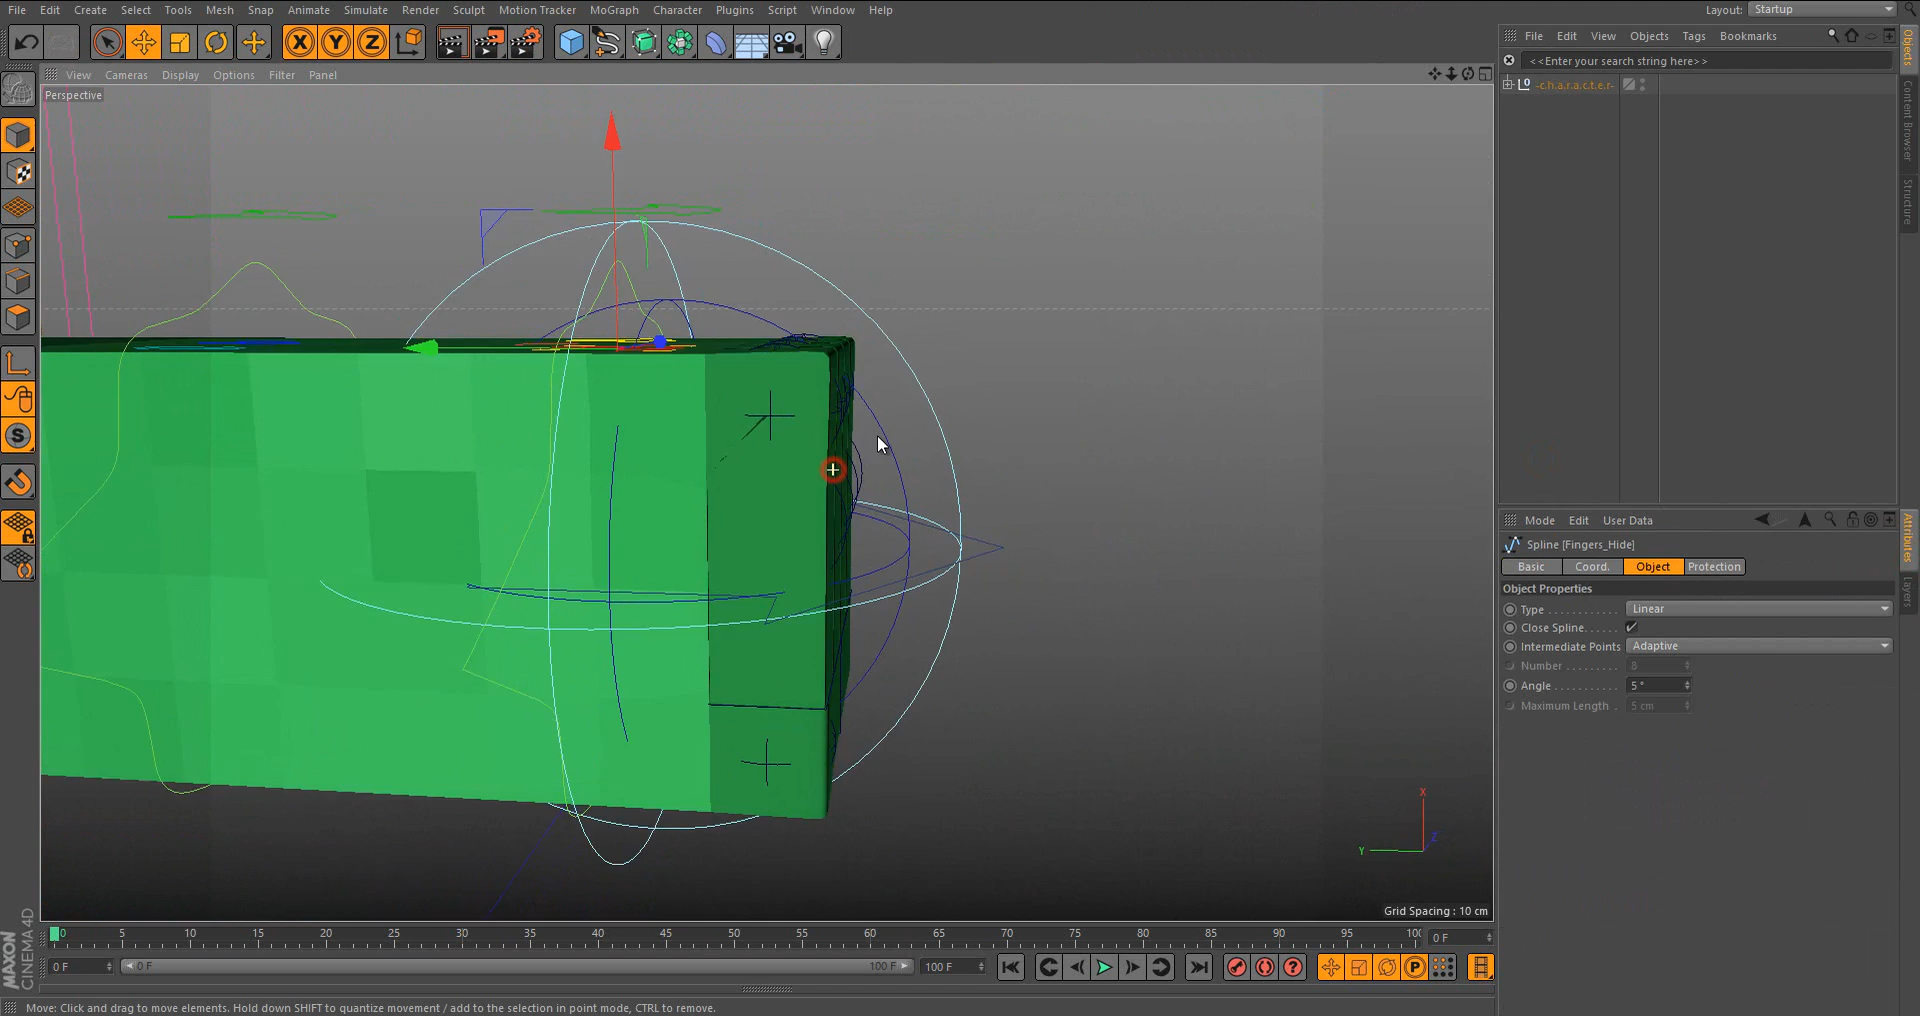 File Edit Create Select Tools Mesh Snap Animate Simulate Render Sculpt Motion Tracker MoGraph Character Plugins Script Window Help
Layout: Startup
X Y Z
File Edit View Objects Tags Bookmarks
View Cameras Display Options Filter Panel
<<Enter your search string here>>
-c.h.a.r.a.c.t.e.r-
Perspective
Objects
Content Browser
Structure
S
Mode Edit User Data
Spline [Fingers_Hide]
Basic Coord. Object Protection
Object Properties
Type . . . . . . . . . . . . Linear
Close Spline. . . . . .
Intermediate Points Adaptive
Number . . . . . . . . . 8
Angle . . . . . . . . . . . 5 °
Maximum Length . 5 cm
Attributes
Layers
X
Z
Y
Grid Spacing : 10 cm
0 5 10 15 20 25 30 35 40 45 50 55 60 65 70 75 80 85 90 95 100 0 F
0 F 0 F 100 F 100 F
P
MAXON
CINEMA 4D
Move: Click and drag to move elements. Hold down SHIFT to quantize movement / add to the selection in point mode, CTRL to remove.